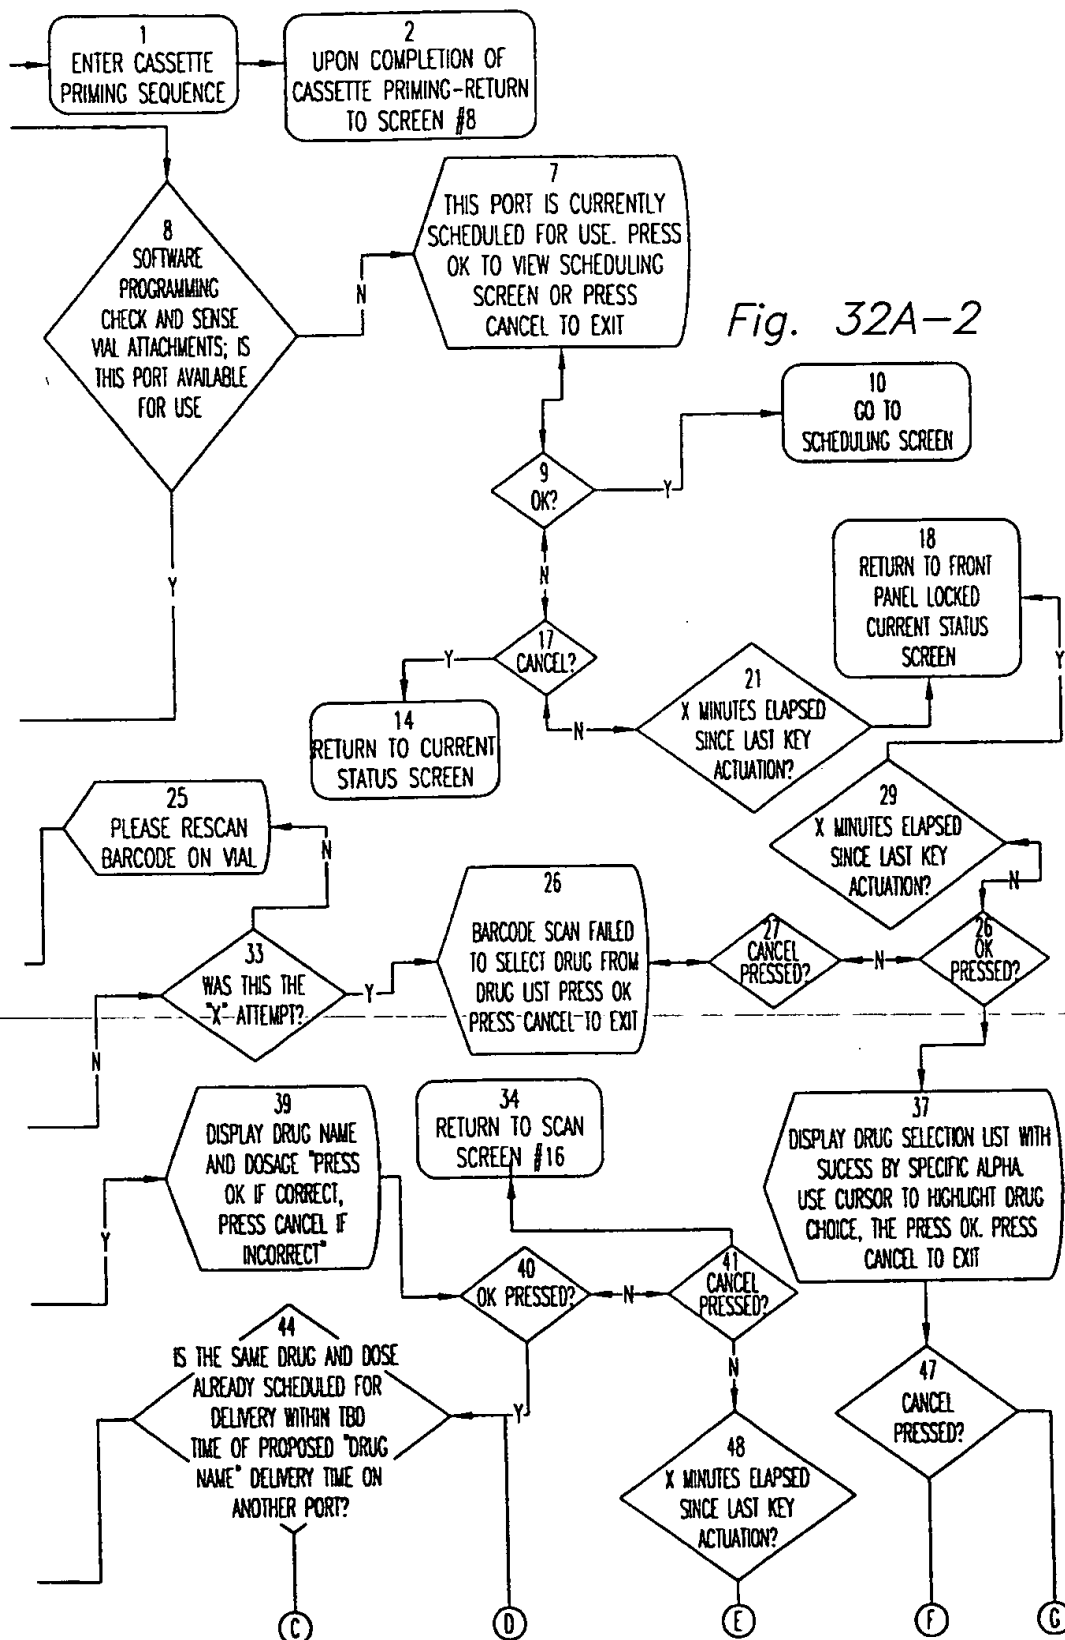 1
ENTER CASSETTE
PRIMING SEQUENCE
2
UPON COMPLETION OF
CASSETTE PRIMING-RETURN
TO SCREEN #8
8
SOFTWARE
PROGRAMMING
CHECK AND SENSE
VIAL ATTACHMENTS; IS
THIS PORT AVAILABLE
FOR USE
N
Y
7
THIS PORT IS CURRENTLY
SCHEDULED FOR USE. PRESS
OK TO VIEW SCHEDULING
SCREEN OR PRESS
CANCEL TO EXIT
Fig. 32A-2
10
GO TO
SCHEDULING SCREEN
9
OK?
Y
N
17
CANCEL?
Y
N
14
RETURN TO CURRENT
STATUS SCREEN
18
RETURN TO FRONT
PANEL LOCKED
CURRENT STATUS
SCREEN
21
X MINUTES ELAPSED
SINCE LAST KEY
ACTUATION?
Y
29
X MINUTES ELAPSED
SINCE LAST KEY
ACTUATION?
N
25
PLEASE RESCAN
BARCODE ON VIAL
N
33
WAS THIS THE
"X" ATTEMPT?
Y
N
26
BARCODE SCAN FAILED
TO SELECT DRUG FROM
DRUG LIST PRESS OK
PRESS CANCEL TO EXIT
27
CANCEL
PRESSED?
N
26
OK
PRESSED?
39
DISPLAY DRUG NAME
AND DOSAGE "PRESS
OK IF CORRECT,
PRESS CANCEL IF
INCORRECT"
Y
34
RETURN TO SCAN
SCREEN #16
37
DISPLAY DRUG SELECTION LIST WITH
SUCESS BY SPECIFIC ALPHA.
USE CURSOR TO HIGHLIGHT DRUG
CHOICE, THE PRESS OK. PRESS
CANCEL TO EXIT
40
OK PRESSED?
N
Y
41
CANCEL
PRESSED?
N
44
IS THE SAME DRUG AND DOSE
ALREADY SCHEDULED FOR
DELIVERY WITHIN TBD
TIME OF PROPOSED "DRUG
NAME" DELIVERY TIME ON
ANOTHER PORT?
48
X MINUTES ELAPSED
SINCE LAST KEY
ACTUATION?
47
CANCEL
PRESSED?
C
D
E
F
G